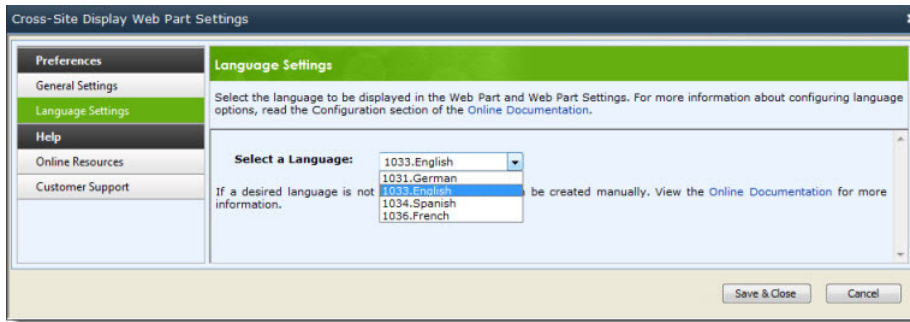 Cross-Site Display Web Part Settings
Preferences
General Settings
Language Settings
Help
Online Resources
Customer Support
Language Settings
Select the language to be displayed in the Web Part and Web Part Settings. For more information about configuring language
options, read the Configuration section of the Online Documentation.
Select a Language:
1033.English
1031.German
1033.English
1034.Spanish
1036.French
If a desired language is not be created manually. View the Online Documentation for more
information.
Save & Close
Cancel